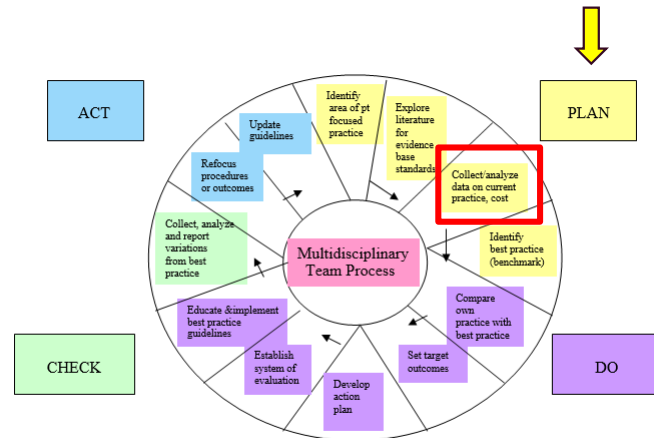 ACT
PLAN
Identify
area of pt
focused
practice
Explore
literature
for
evidence
base
standards
Collect/analyze
data on current
practice, cost
Identify
best practice
(benchmark)
Compare
own
practice with
best practice
Set target
outcomes
Develop
action
plan
Establish
system of
evaluation
Educate &implement
best practice
guidelines
Collect, analyze
and report
variations
from best
practice
Refocus
procedures
or outcomes
Update
guidelines
Multidisciplinary
Team Process
CHECK
DO